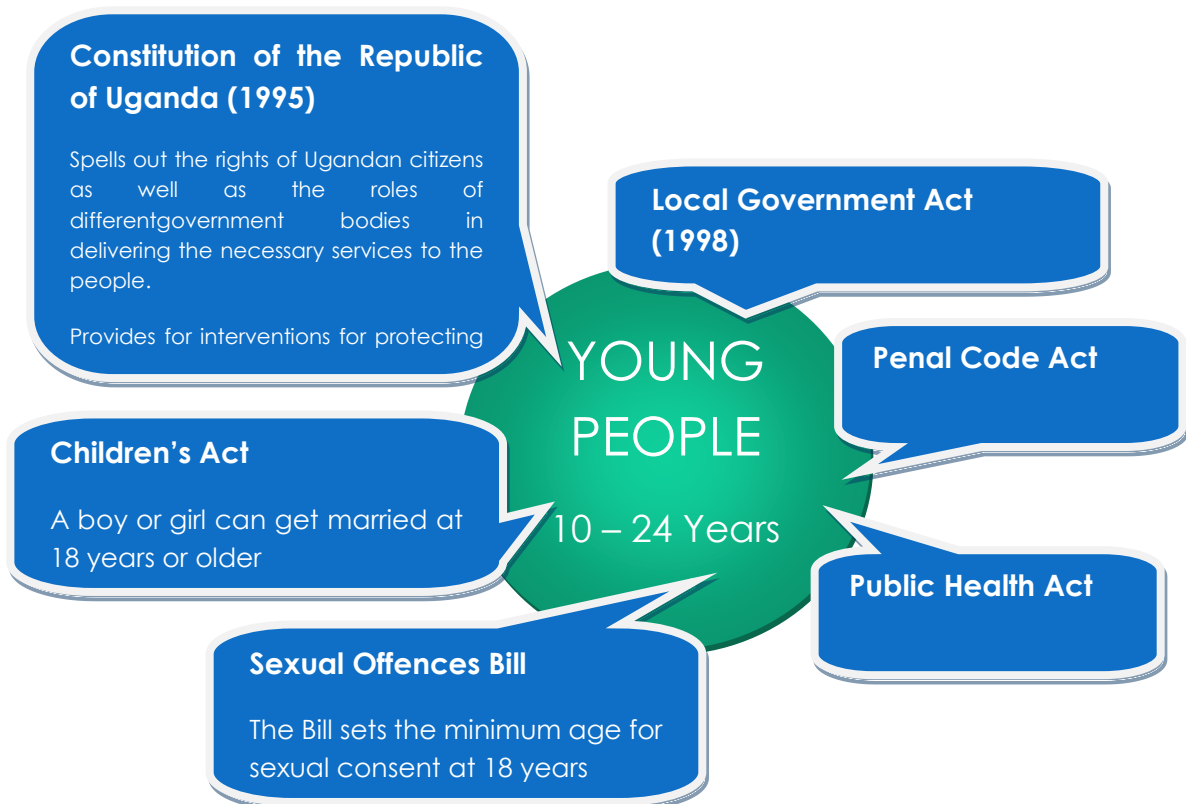 Constitution of the Republic
of Uganda (1995)
Spells out the rights of Ugandan citizens
as well as the roles of
differentgovernment bodies in
delivering the necessary services to the
people.
Provides for interventions for protecting
Local Government Act
(1998)
YOUNG
PEOPLE
10 – 24 Years
Penal Code Act
Children’s Act
A boy or girl can get married at
18 years or older
Public Health Act
Sexual Offences Bill
The Bill sets the minimum age for
sexual consent at 18 years